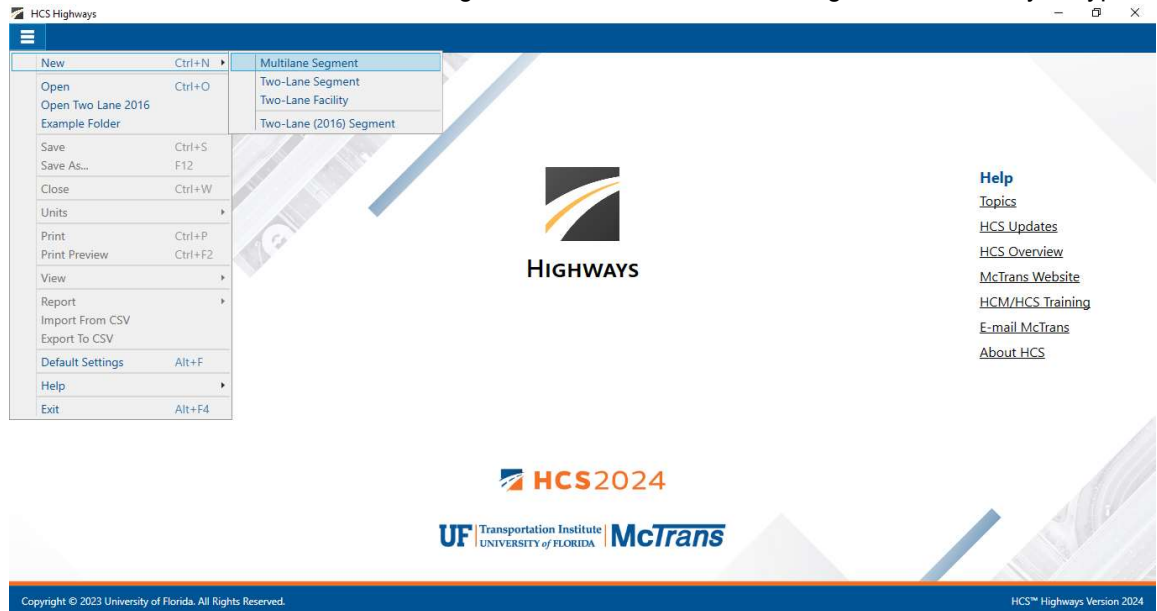 HCS Highways
New Ctrl+N
Open Ctrl+O
Open Two Lane 2016
Example Folder
Save Ctrl+S
Save As... F12
Close Ctrl+W
Units
Print Ctrl+P
Print Preview Ctrl+F2
View
Report
Import From CSV
Export To CSV
Default Settings Alt+F
Help
Exit Alt+F4
Multilane Segment
Two-Lane Segment
Two-Lane Facility
Two-Lane (2016) Segment
HIGHWAYS
Help
Topics
HCS Updates
HCS Overview
McTrans Website
HCM/HCS Training
E-mail McTrans
About HCS
HCS2024
UF Transportation Institute McTrans
UNIVERSITY of FLORIDA
Copyright © 2023 University of Florida. All Rights Reserved.
HCS™ Highways Version 2024